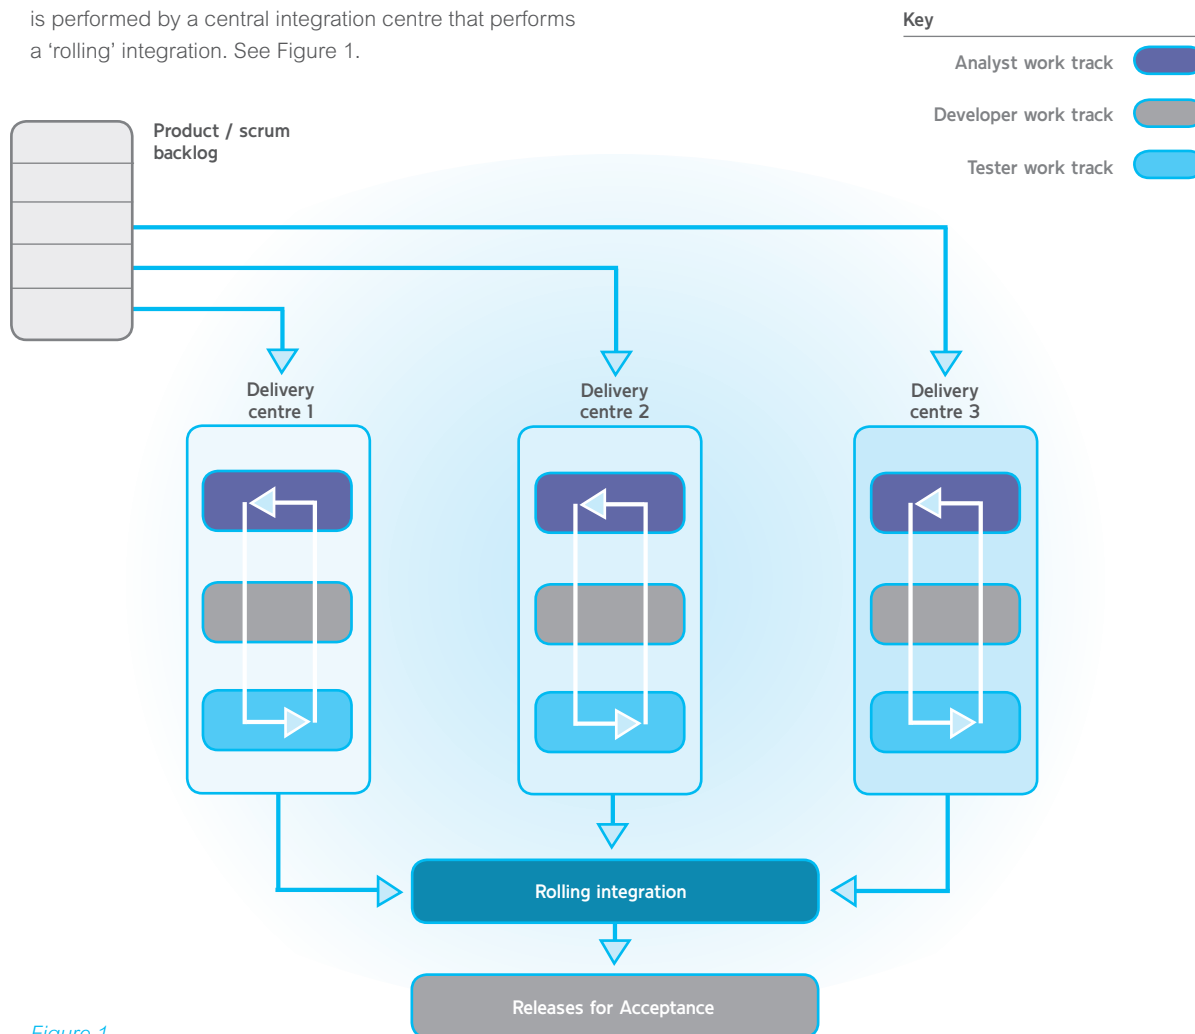 is performed by a central integration centre that performs
a ‘rolling’ integration. See Figure 1.
Key
Analyst work track
Developer work track
Tester work track
Product / scrum
backlog
Delivery
centre 1
Delivery
centre 2
Delivery
centre 3
Rolling integration
Releases for Acceptance
Figure 1